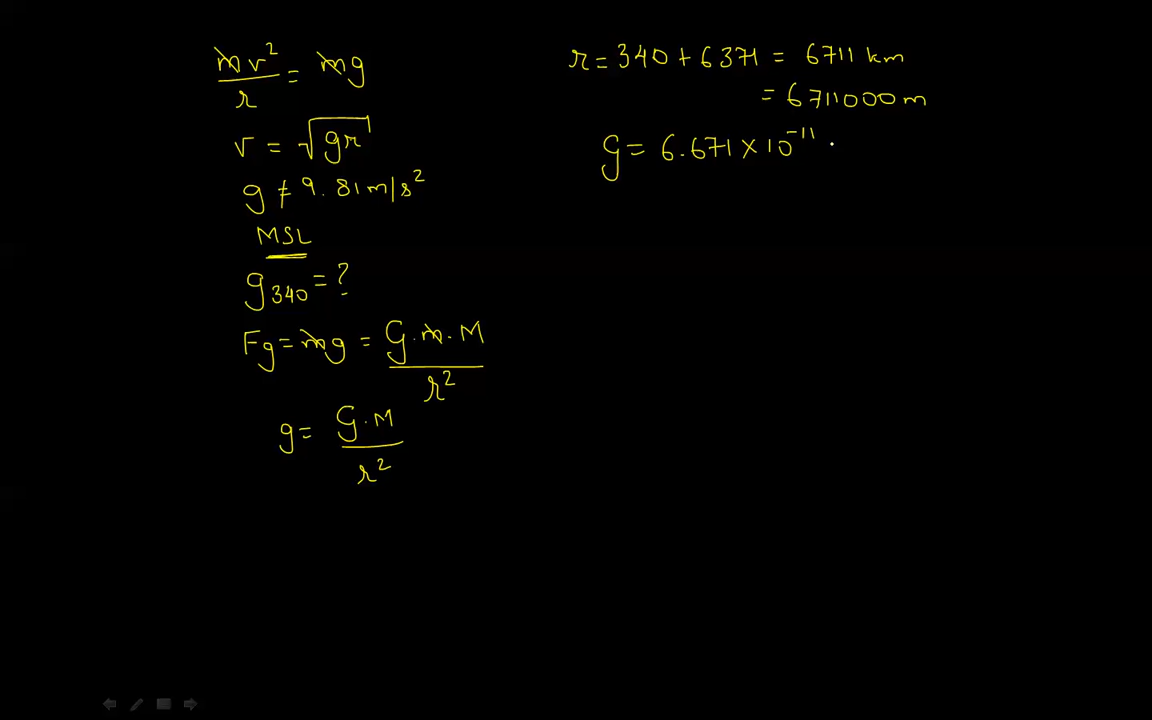 mv²/r = mg
v = √gr
g ≠ 9.81 m/s²
MSL
g340 = ?
Fg = mg = G·m·M/r²
g = G·M/r²
r = 340 + 6371 = 6711 km
= 6711000 m
G = 6.671 × 10⁻¹¹ .